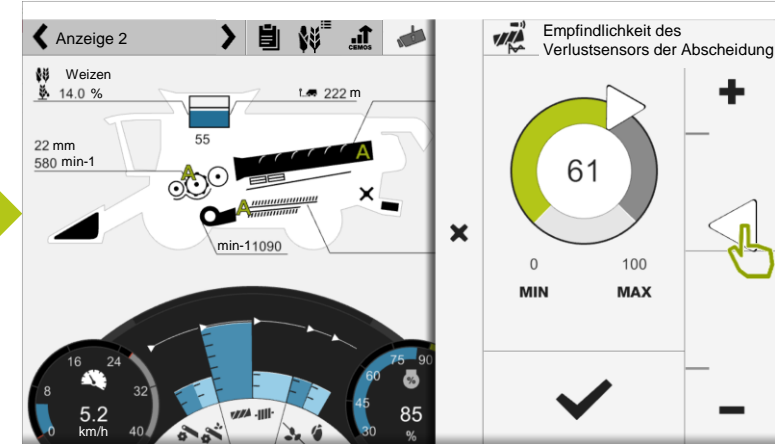 Anzeige 2
CEMOS
Empfindlichkeit des
Verlustsensors der Abscheidung
Weizen
14.0 %
222 m
55
22 mm
580 min-1
A
A
A
min-11090
61
0
100
MIN
MAX
16
24
8
32
0
40
5.2
km/h
75
90
60
45
30
%
85
%